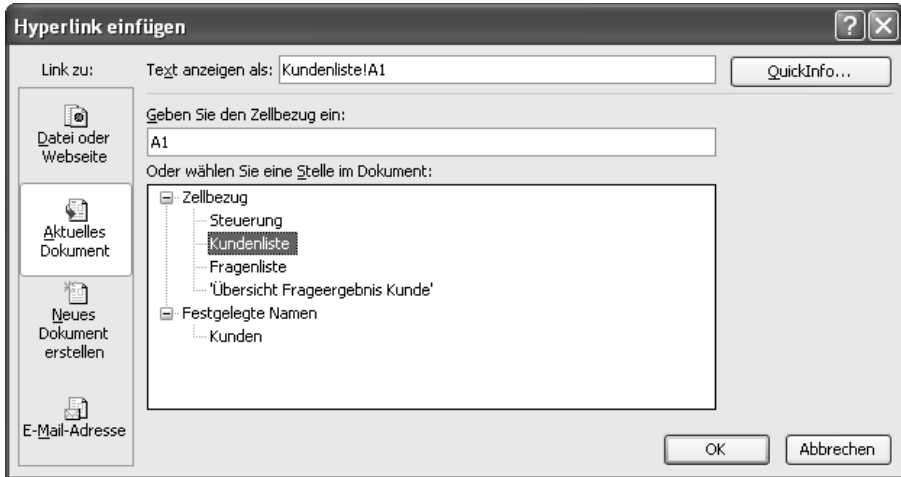 Hyperlink einfügen
Link zu:
Text anzeigen als: Kundenliste!A1
QuickInfo...
Datei oder
Webseite
Aktuelles
Dokument
Neues
Dokument
erstellen
E-Mail-Adresse
Geben Sie den Zellbezug ein:
A1
Oder wählen Sie eine Stelle im Dokument:
Zellbezug
Steuerung
Kundenliste
Fragenliste
'Übersicht Frageergebnis Kunde'
Festgelegte Namen
Kunden
OK
Abbrechen